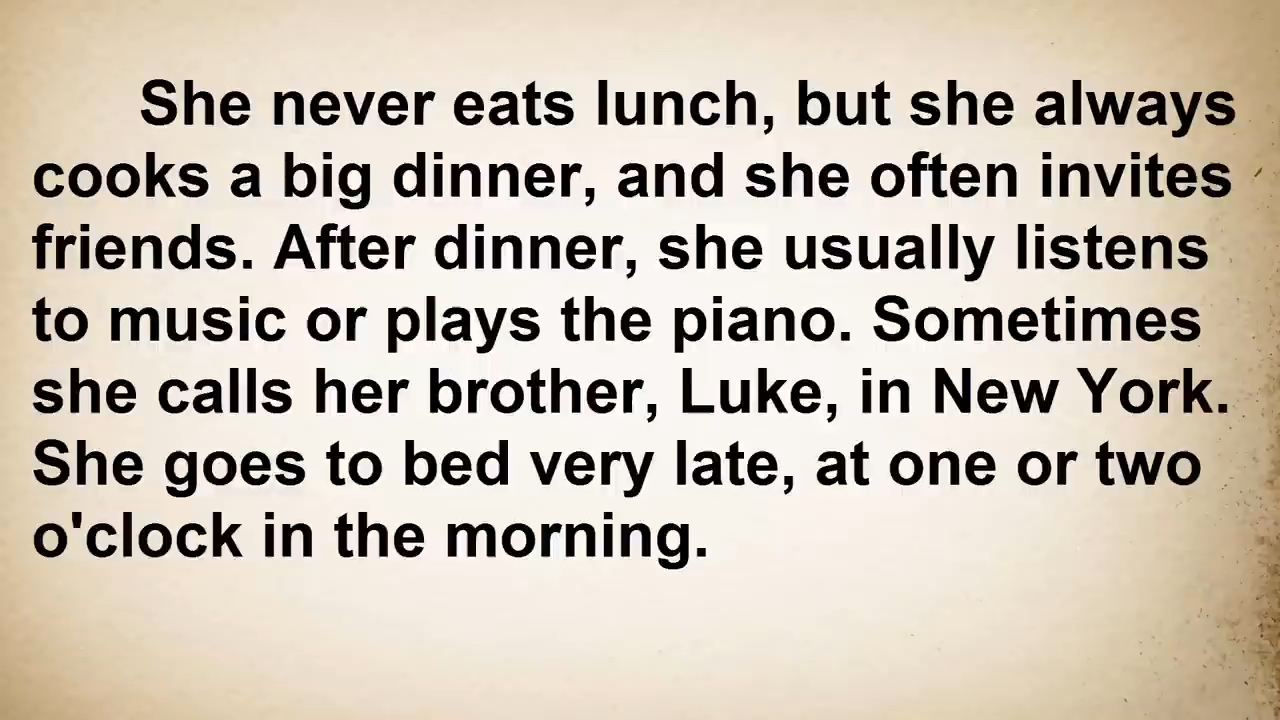 She never eats lunch, but she always
cooks a big dinner, and she often invites
friends. After dinner, she usually listens
to music or plays the piano. Sometimes
she calls her brother, Luke, in New York.
She goes to bed very late, at one or two
o'clock in the morning.